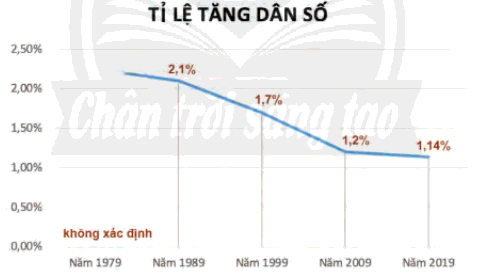 TỈ LỆ TĂNG DÂN SỐ
2,50%
2,00%
1,50%
1,00%
0,50%
0,00%
2,1%
1,7%
1,2%
1,14%
Chân trời sáng tạo
không xác định
Năm 1979 Năm 1989 Năm 1999 Năm 2009 Năm 2019